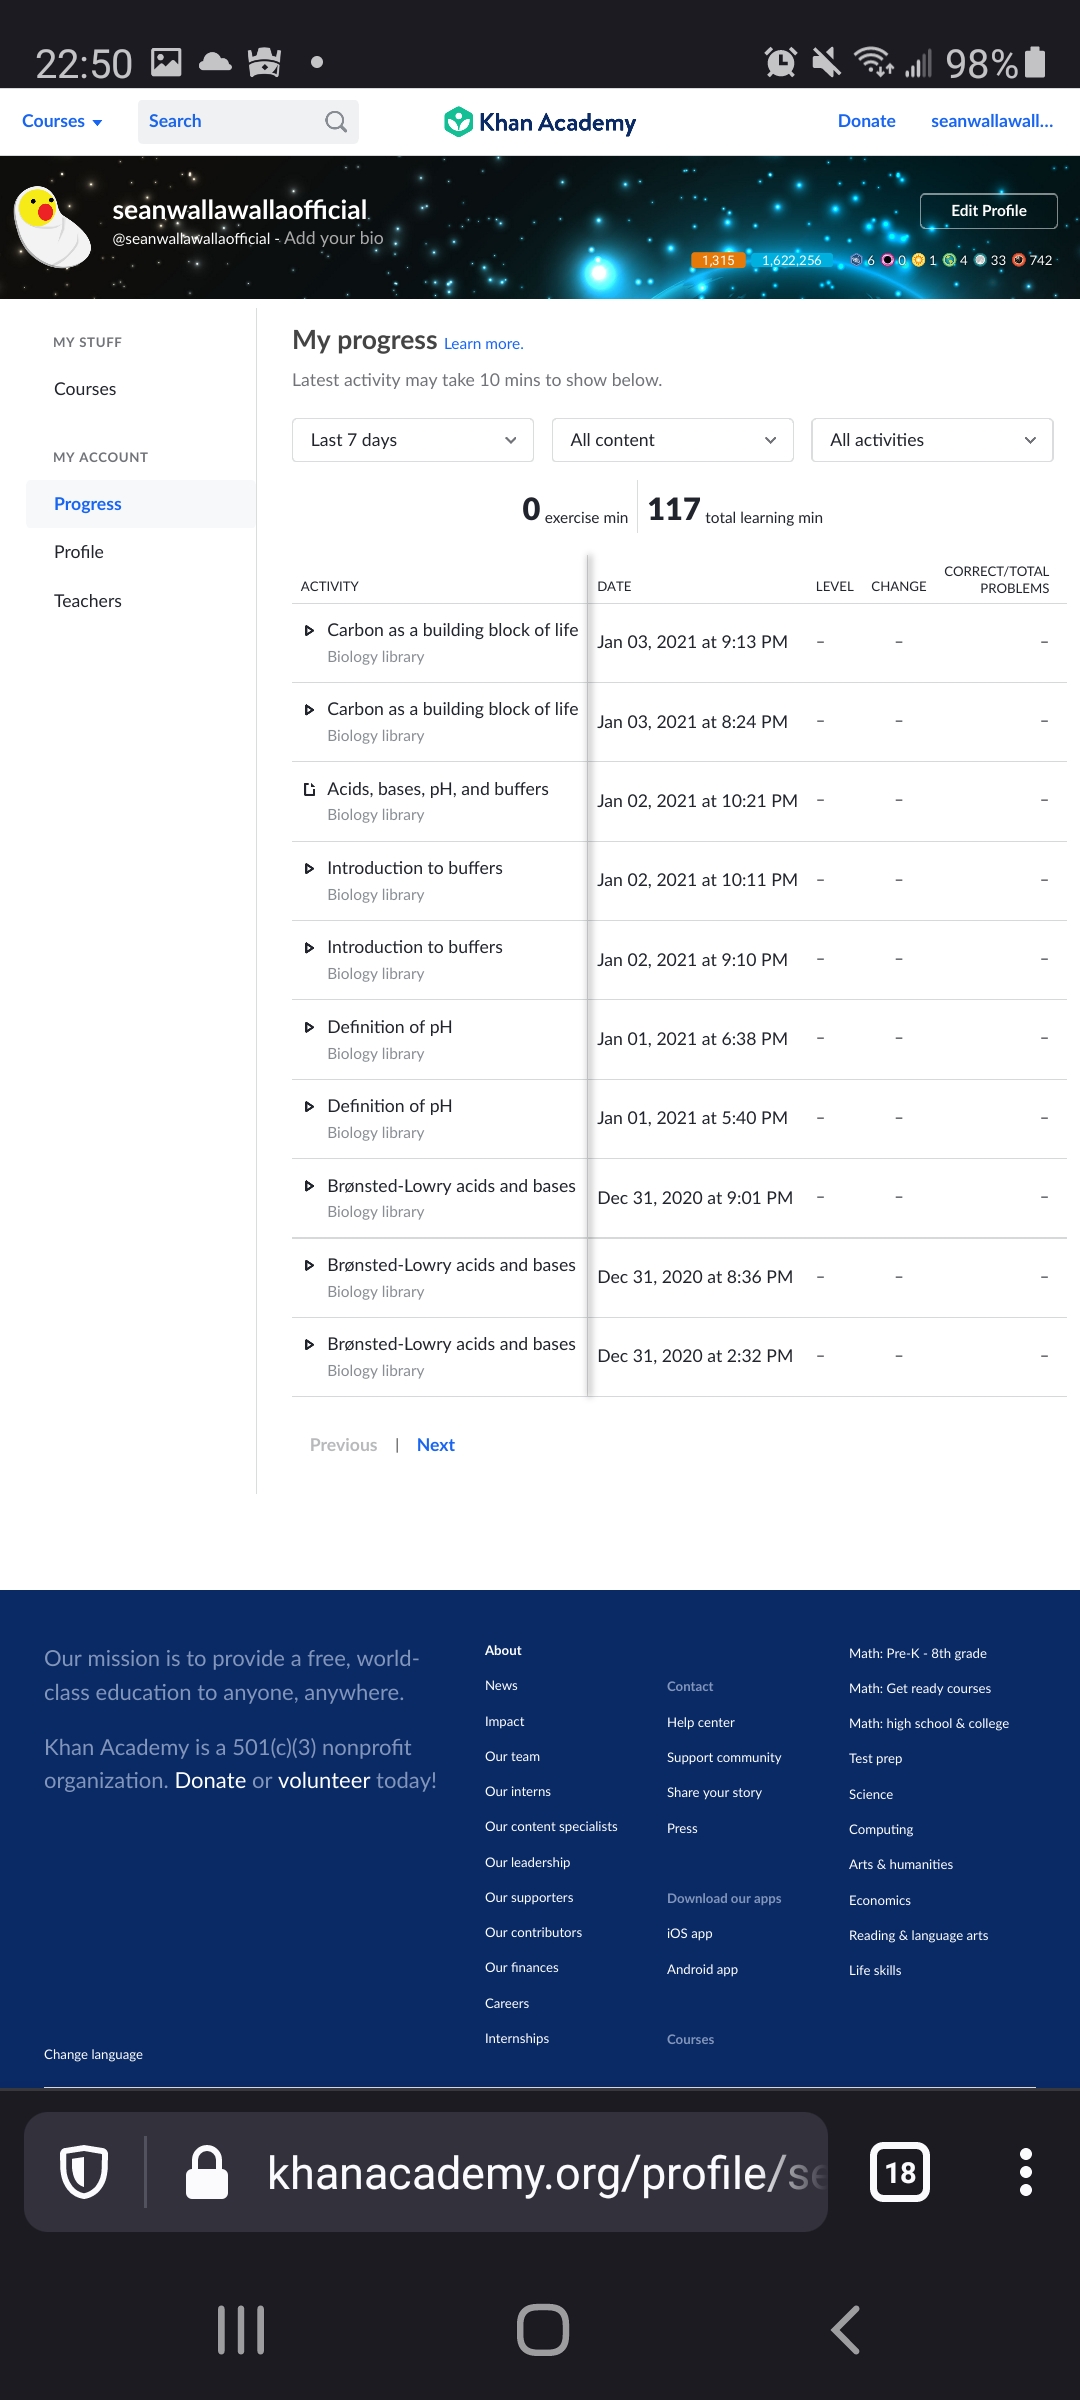 22:50
98%
Courses
Search
Khan Academy
Donate
seanwallawall...
seanwallawallaofficial
@seanwallawallaofficial - Add your bio
Edit Profile
1,315
1,622,256
6 0 1 4 33 742
MY STUFF
Courses
MY ACCOUNT
Progress
Profile
Teachers
My progress Learn more.
Latest activity may take 10 mins to show below.
Last 7 days
All content
All activities
0 exercise min
117 total learning min
ACTIVITY DATE LEVEL CHANGE CORRECT/TOTAL PROBLEMS
Carbon as a building block of life
Biology library
Jan 03, 2021 at 9:13 PM – – –
Carbon as a building block of life
Biology library
Jan 03, 2021 at 8:24 PM – – –
Acids, bases, pH, and buffers
Biology library
Jan 02, 2021 at 10:21 PM – – –
Introduction to buffers
Biology library
Jan 02, 2021 at 10:11 PM – – –
Introduction to buffers
Biology library
Jan 02, 2021 at 9:10 PM – – –
Definition of pH
Biology library
Jan 01, 2021 at 6:38 PM – – –
Definition of pH
Biology library
Jan 01, 2021 at 5:40 PM – – –
Brønsted-Lowry acids and bases
Biology library
Dec 31, 2020 at 9:01 PM – – –
Brønsted-Lowry acids and bases
Biology library
Dec 31, 2020 at 8:36 PM – – –
Brønsted-Lowry acids and bases
Biology library
Dec 31, 2020 at 2:32 PM – – –
Previous | Next
Our mission is to provide a free, world-
class education to anyone, anywhere.
Khan Academy is a 501(c)(3) nonprofit
organization. Donate or volunteer today!
About
News
Impact
Our team
Our interns
Our content specialists
Our leadership
Our supporters
Our contributors
Our finances
Careers
Internships
Contact
Help center
Support community
Share your story
Press
Download our apps
iOS app
Android app
Courses
Math: Pre-K - 8th grade
Math: Get ready courses
Math: high school & college
Test prep
Science
Computing
Arts & humanities
Economics
Reading & language arts
Life skills
Change language
khanacademy.org/profile/se
18